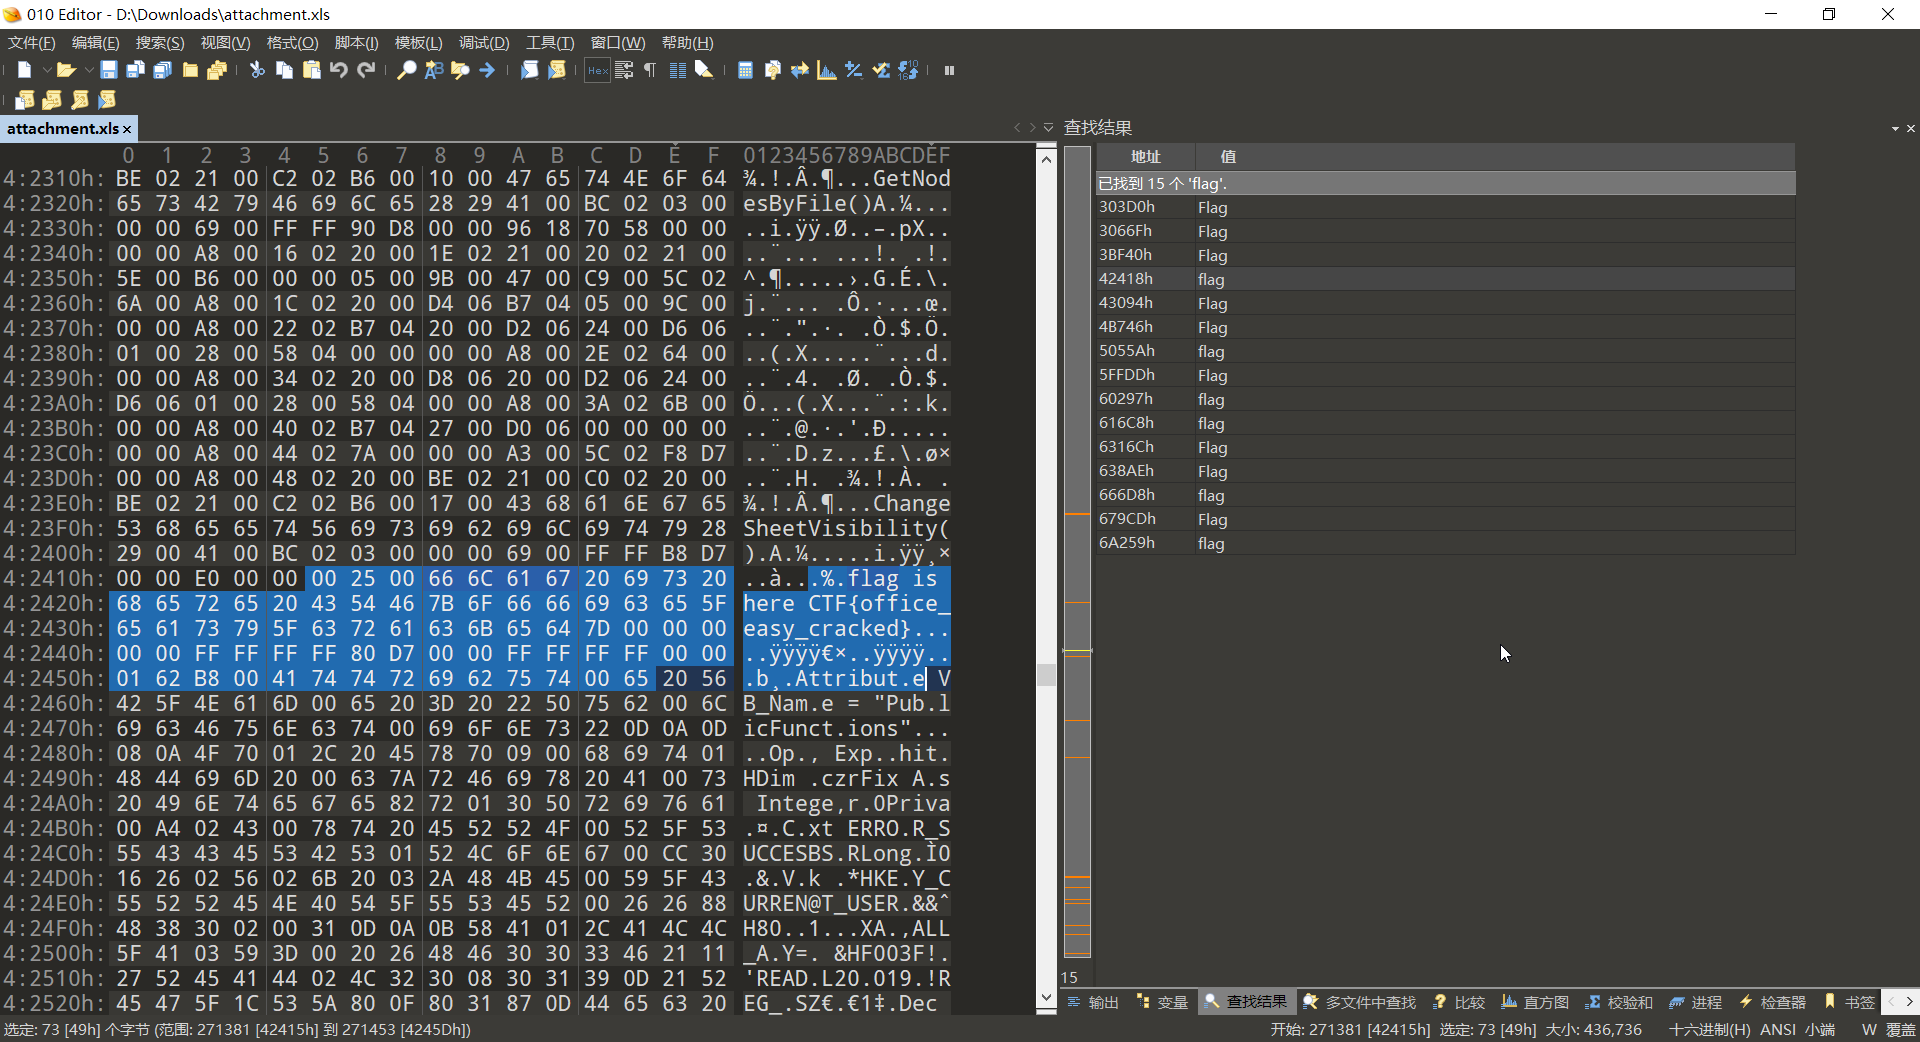 010 Editor - D:\Downloads\attachment.xls
文件(F) 编辑(E) 搜索(S) 视图(V) 格式(O) 脚本(I) 模板(L) 调试(D) 工具(T) 窗口(W) 帮助(H)
attachment.xls
0 1 2 3 4 5 6 7 8 9 A B C D E F 0123456789ABCDEF
4:2310h: BE 02 21 00 C2 02 B6 00 10 00 47 65 74 4E 6F 64 ¾.!.Â.¶...GetNod
4:2320h: 65 73 42 79 46 69 6C 65 28 29 41 00 BC 02 03 00 esByFile()A.¼...
4:2330h: 00 00 69 00 FF FF 90 D8 00 00 96 18 70 58 00 00 ..i.ÿÿ.Ø..–.pX..
4:2340h: 00 00 A8 00 16 02 20 00 1E 02 21 00 20 02 21 00 ..¨... ...!. .!.
4:2350h: 5E 00 B6 00 00 00 05 00 9B 00 47 00 C9 00 5C 02 ^.¶.....›.G.É.\.
4:2360h: 6A 00 A8 00 1C 02 20 00 D4 06 B7 04 05 00 9C 00 j.¨... .Ô.·...œ.
4:2370h: 00 00 A8 00 22 02 B7 04 20 00 D2 06 24 00 D6 06 ..¨.".·. .Ò.$.Ö.
4:2380h: 01 00 28 00 58 04 00 00 00 00 A8 00 2E 02 64 00 ..(.X.....¨...d.
4:2390h: 00 00 A8 00 34 02 20 00 D8 06 20 00 D2 06 24 00 ..¨.4. .Ø. .Ò.$.
4:23A0h: D6 06 01 00 28 00 58 04 00 00 A8 00 3A 02 6B 00 Ö...(.X...¨.:.k.
4:23B0h: 00 00 A8 00 40 02 B7 04 27 00 D0 06 00 00 00 00 ..¨.@.·.'.Ð.....
4:23C0h: 00 00 A8 00 44 02 7A 00 00 00 A3 00 5C 02 F8 D7 ..¨.D.z...£.\.ø×
4:23D0h: 00 00 A8 00 48 02 20 00 BE 02 21 00 C0 02 20 00 ..¨.H. .¾.!.À. .
4:23E0h: BE 02 21 00 C2 02 B6 00 17 00 43 68 61 6E 67 65 ¾.!.Â.¶...Change
4:23F0h: 53 68 65 65 74 56 69 73 69 62 69 6C 69 74 79 28 SheetVisibility(
4:2400h: 29 00 41 00 BC 02 03 00 00 00 69 00 FF FF B8 D7 ).A.¼.....i.ÿÿ¸×
4:2410h: 00 00 E0 00 00 00 25 00 66 6C 61 67 20 69 73 20 ..à...%.flag is
4:2420h: 68 65 72 65 20 43 54 46 7B 6F 66 66 69 63 65 5F here CTF{office_
4:2430h: 65 61 73 79 5F 63 72 61 63 6B 65 64 7D 00 00 00 easy_cracked}...
4:2440h: 00 00 FF FF FF FF 80 D7 00 00 FF FF FF FF 00 00 ..ÿÿÿÿ€×..ÿÿÿÿ..
4:2450h: 01 62 B8 00 41 74 74 72 69 62 75 74 00 65 20 56 .b¸.Attribut.e V
4:2460h: 42 5F 4E 61 6D 00 65 20 3D 20 22 50 75 62 00 6C B_Nam.e = "Pub.l
4:2470h: 69 63 46 75 6E 63 74 00 69 6F 6E 73 22 0D 0A 0D icFunct.ions"...
4:2480h: 08 0A 4F 70 01 2C 20 45 78 70 09 00 68 69 74 01 ..Op., Exp..hit.
4:2490h: 48 44 69 6D 20 00 63 7A 72 46 69 78 20 41 00 73 HDim .czrFix A.s
4:24A0h: 20 49 6E 74 65 67 65 82 72 01 30 50 72 69 76 61 Intege‚r.0Priva
4:24B0h: 00 A4 02 43 00 78 74 20 45 52 52 4F 00 52 5F 53 .¤.C.xt ERRO.R_S
4:24C0h: 55 43 43 45 53 42 53 01 52 4C 6F 6E 67 00 CC 30 UCCESBS.RLong.Ì0
4:24D0h: 16 26 02 56 02 6B 20 03 2A 48 4B 45 00 59 5F 43 .&.V.k .*HKE.Y_C
4:24E0h: 55 52 52 45 4E 40 54 5F 55 53 45 52 00 26 26 88 URREN@T_USER.&&ˆ
4:24F0h: 48 38 30 02 00 31 0D 0A 0B 58 41 01 2C 41 4C 4C H80..1...XA.,ALL
4:2500h: 5F 41 03 59 3D 00 20 26 48 46 30 30 33 46 21 11 _A.Y=. &HF003F!.
4:2510h: 27 52 45 41 44 02 4C 32 30 08 30 31 39 0D 21 52 'READ.L20.019.!R
4:2520h: 45 47 5F 1C 53 5A 80 0F 80 31 87 0D 44 65 63 20 EG_.SZ€.€1‡.Dec
查找结果
地址 值
已找到 15 个 'flag'.
303D0h Flag
3066Fh Flag
3BF40h Flag
42418h flag
43094h Flag
4B746h Flag
5055Ah flag
5FFDDh Flag
60297h flag
616C8h flag
6316Ch Flag
638AEh Flag
666D8h flag
679CDh Flag
6A259h flag
15
输出 变量 查找结果 多文件中查找 比较 直方图 校验和 进程 检查器 书签
选定: 73 [49h] 个字节 (范围: 271381 [42415h] 到 271453 [4245Dh]) 开始: 271381 [42415h] 选定: 73 [49h] 大小: 436,736 十六进制(H) ANSI 小端 W 覆盖